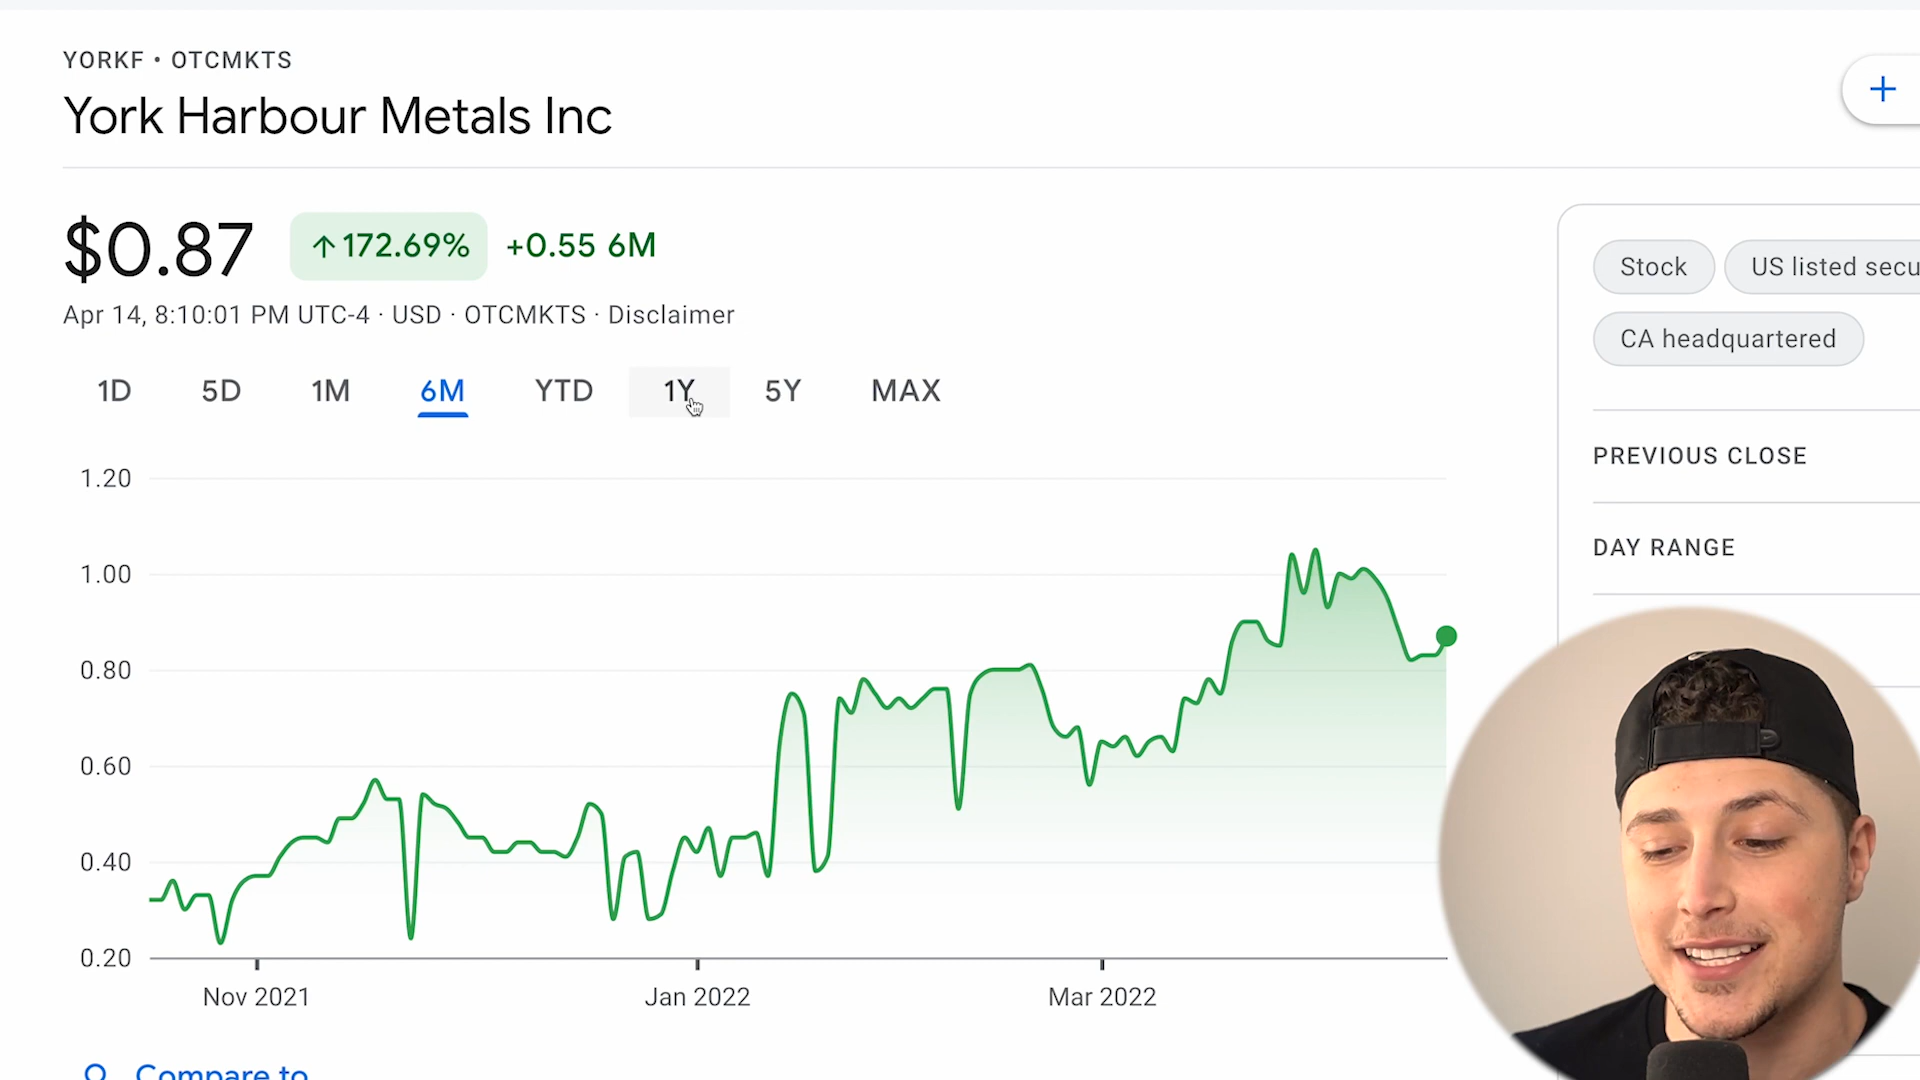 YORKF • OTCMKTS
York Harbour Metals Inc
$0.87 ↑172.69% +0.55 6M
Apr 14, 8:10:01 PM UTC-4 · USD · OTCMKTS · Disclaimer
1D 5D 1M 6M YTD 1Y 5Y MAX
1.20
1.00
0.80
0.60
0.40
0.20
Nov 2021 Jan 2022 Mar 2022
Compare to
+
Stock US listed secu
CA headquartered
PREVIOUS CLOSE
DAY RANGE